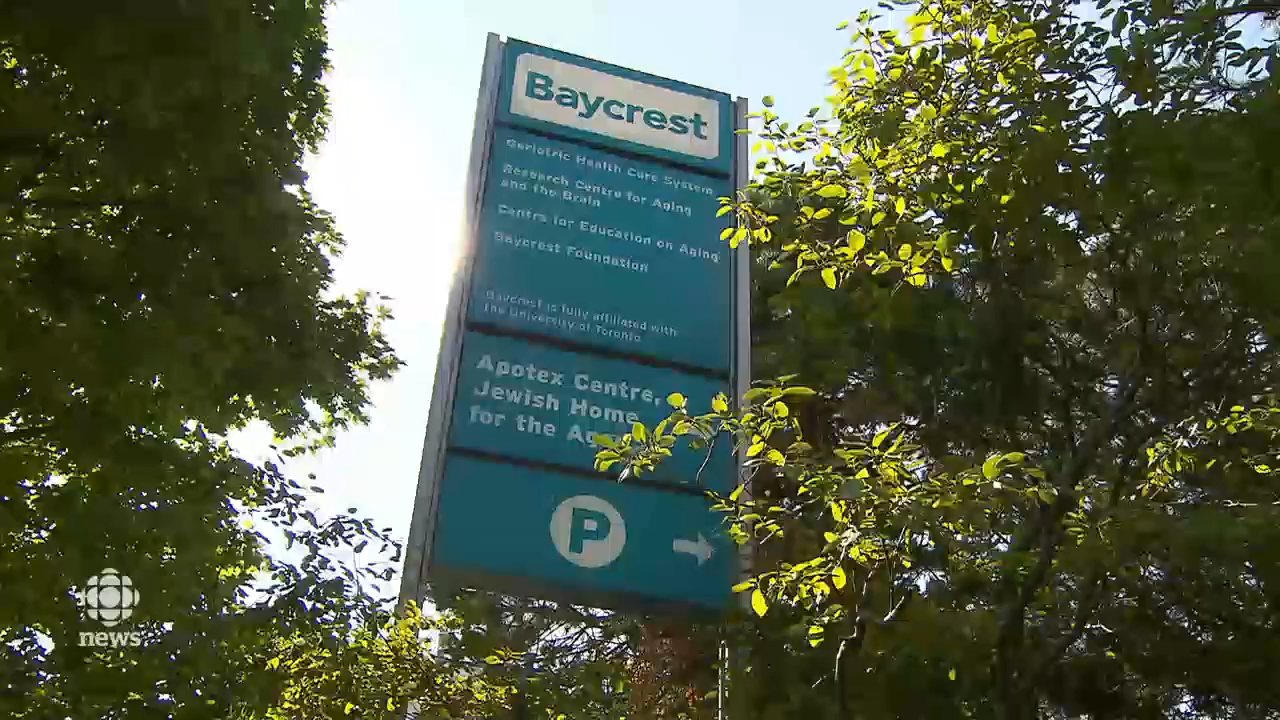 Baycrest
Geriatric Health Care System
Research Centre for Aging
and the Brain
Centre for Education on Aging
Baycrest Foundation
Baycrest is fully affiliated with
the University of Toronto
Apotex Centre,
Jewish Home
for the
P
news